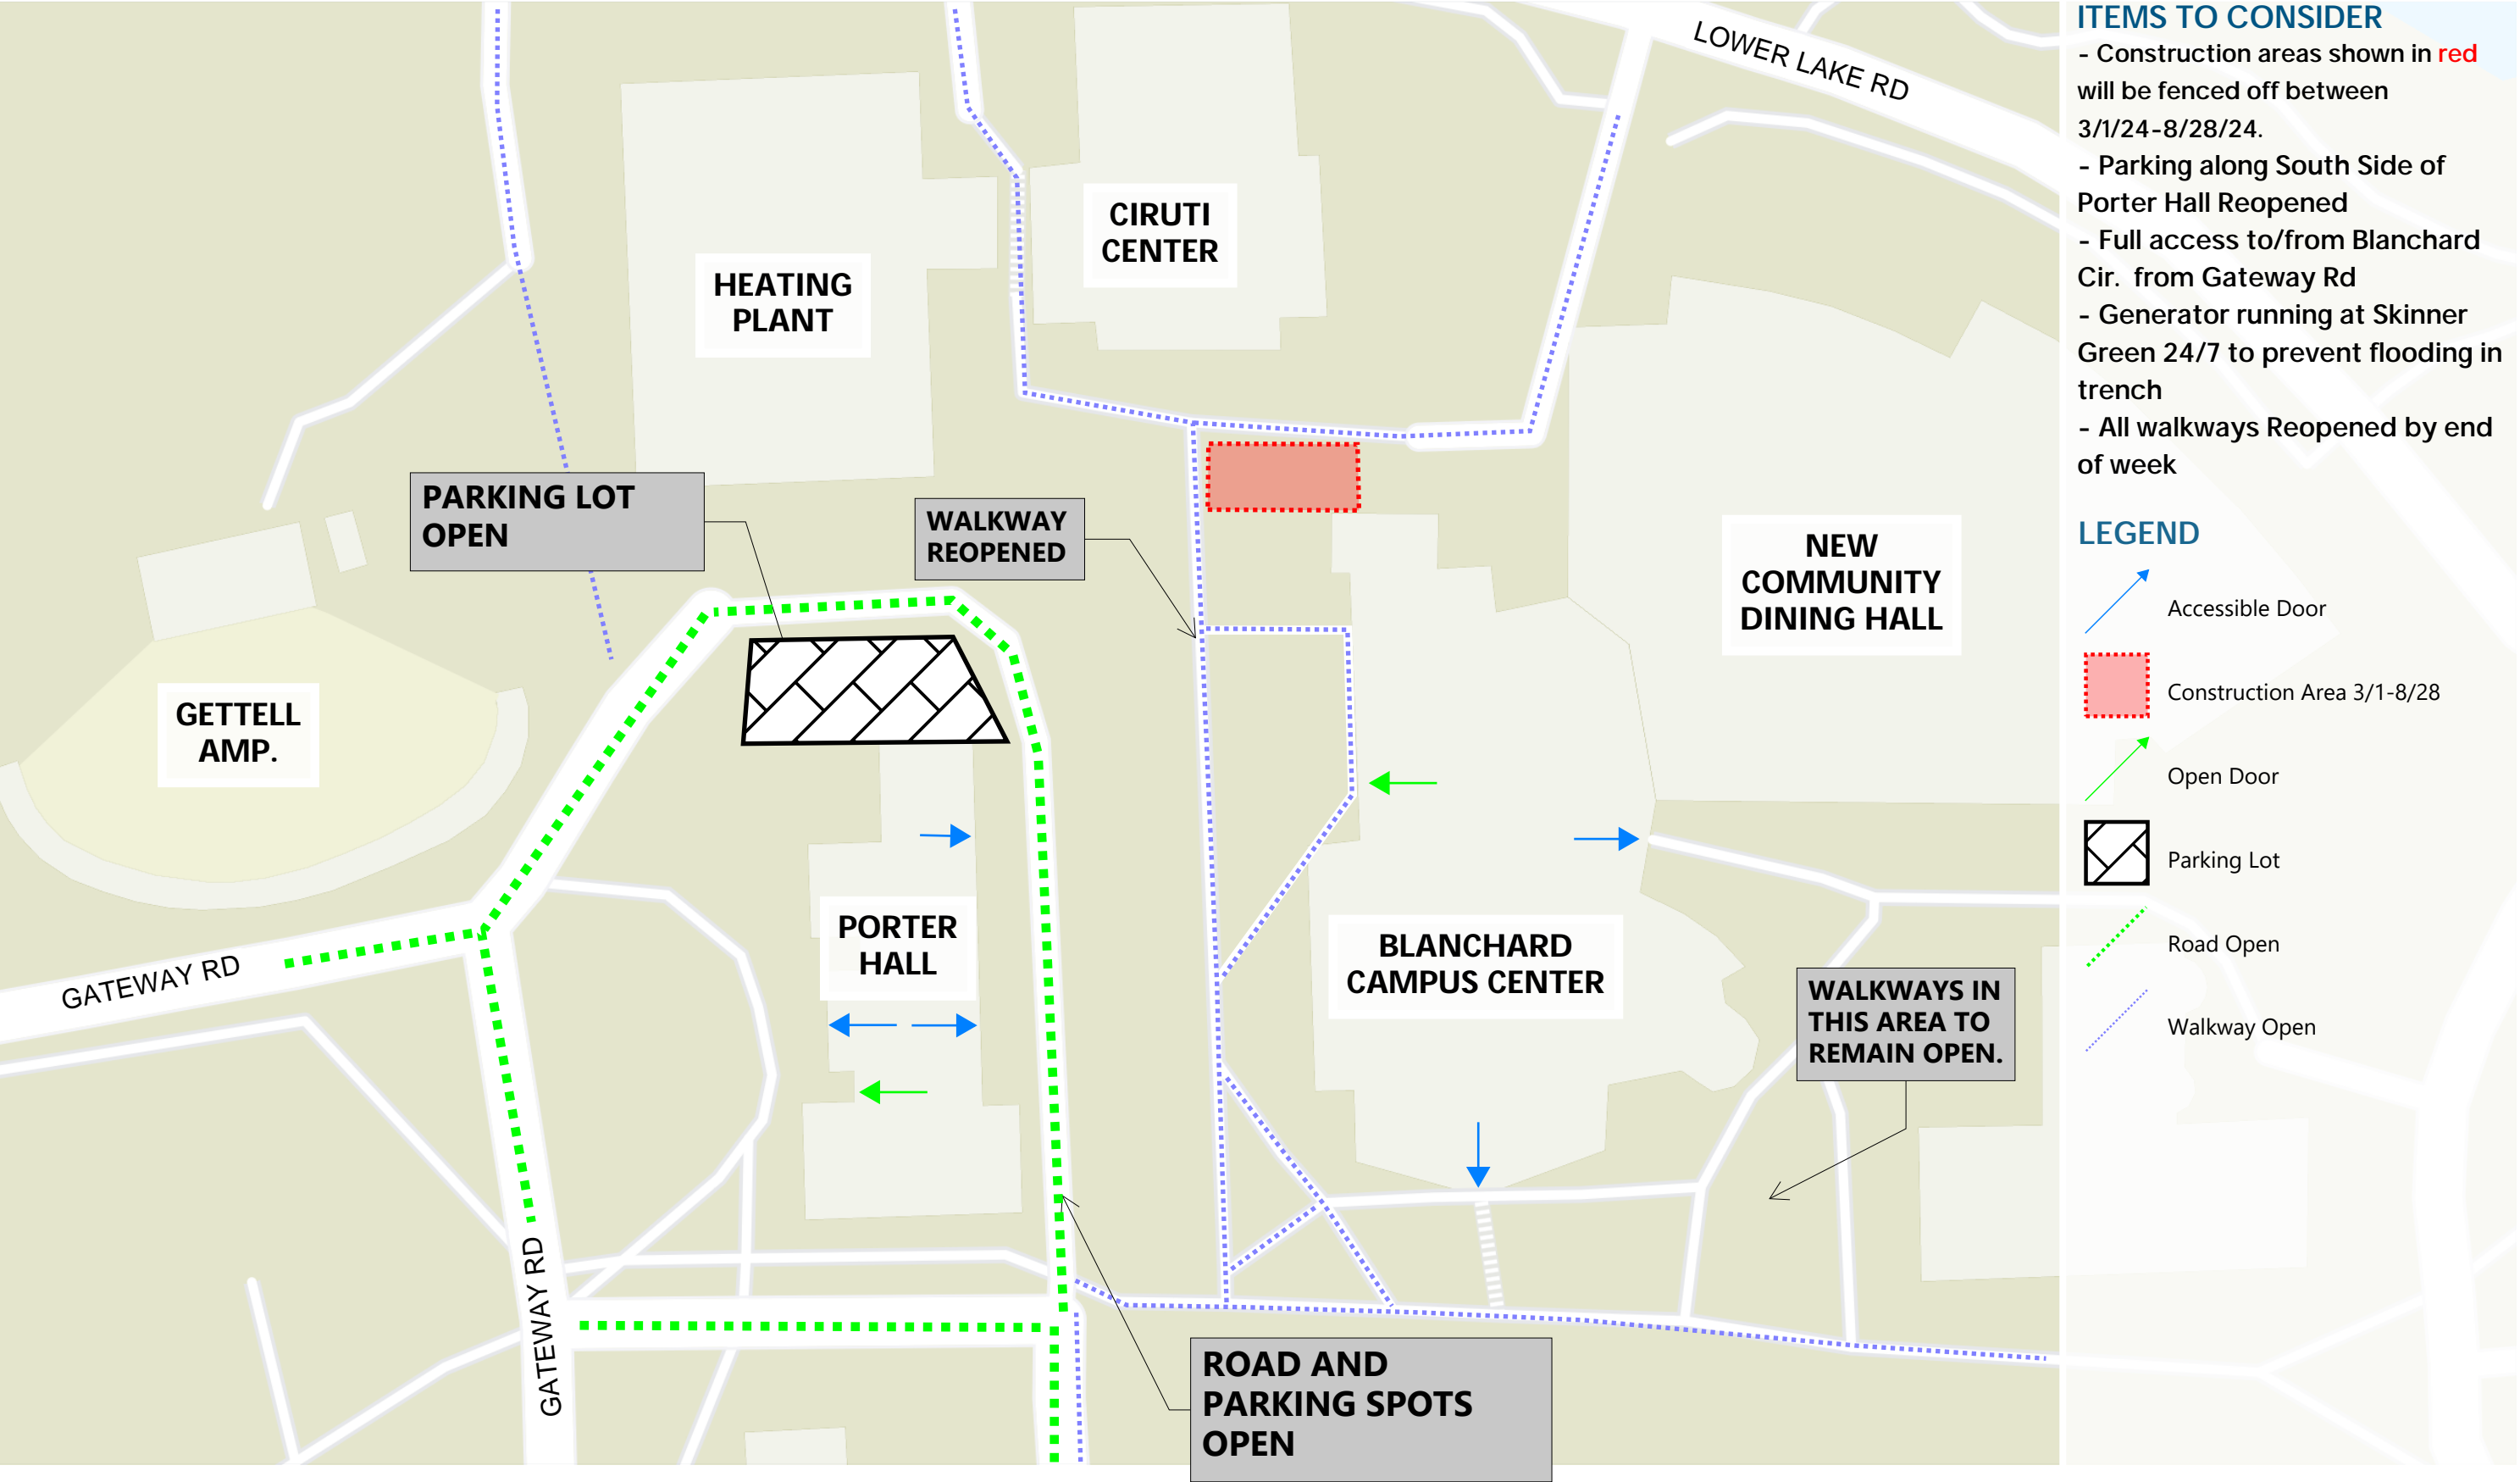 LOWER LAKE RD
CIRUTI
CENTER
HEATING
PLANT
PARKING LOT
OPEN
WALKWAY
REOPENED
NEW
COMMUNITY
DINING HALL
GETTELL
AMP.
PORTER
HALL
BLANCHARD
CAMPUS CENTER
GATEWAY RD
WALKWAYS IN
THIS AREA TO
REMAIN OPEN.
GATEWAY RD
ROAD AND
PARKING SPOTS
OPEN
ITEMS TO CONSIDER
- Construction areas shown in red
will be fenced off between
3/1/24-8/28/24.
- Parking along South Side of
Porter Hall Reopened
- Full access to/from Blanchard
Cir. from Gateway Rd
- Generator running at Skinner
Green 24/7 to prevent flooding in
trench
- All walkways Reopened by end
of week
LEGEND
Accessible Door
Construction Area 3/1-8/28
Open Door
Parking Lot
Road Open
Walkway Open